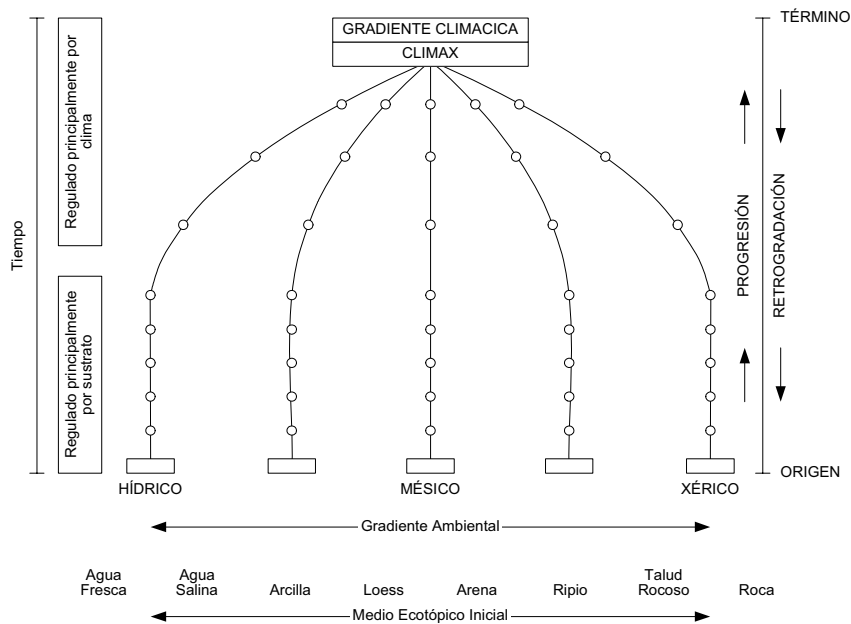 GRADIENTE CLIMACICA
CLIMAX
TÉRMINO
Regulado principalmente por
clima
Tiempo
PROGRESIÓN
RETROGRADACIÓN
Regulado principalmente
por sustrato
ORIGEN
HÍDRICO
MÉSICO
XÉRICO
Gradiente Ambiental
Agua
Fresca
Agua
Salina
Arcilla
Loess
Arena
Ripio
Talud
Rocoso
Roca
Medio Ecotópico Inicial